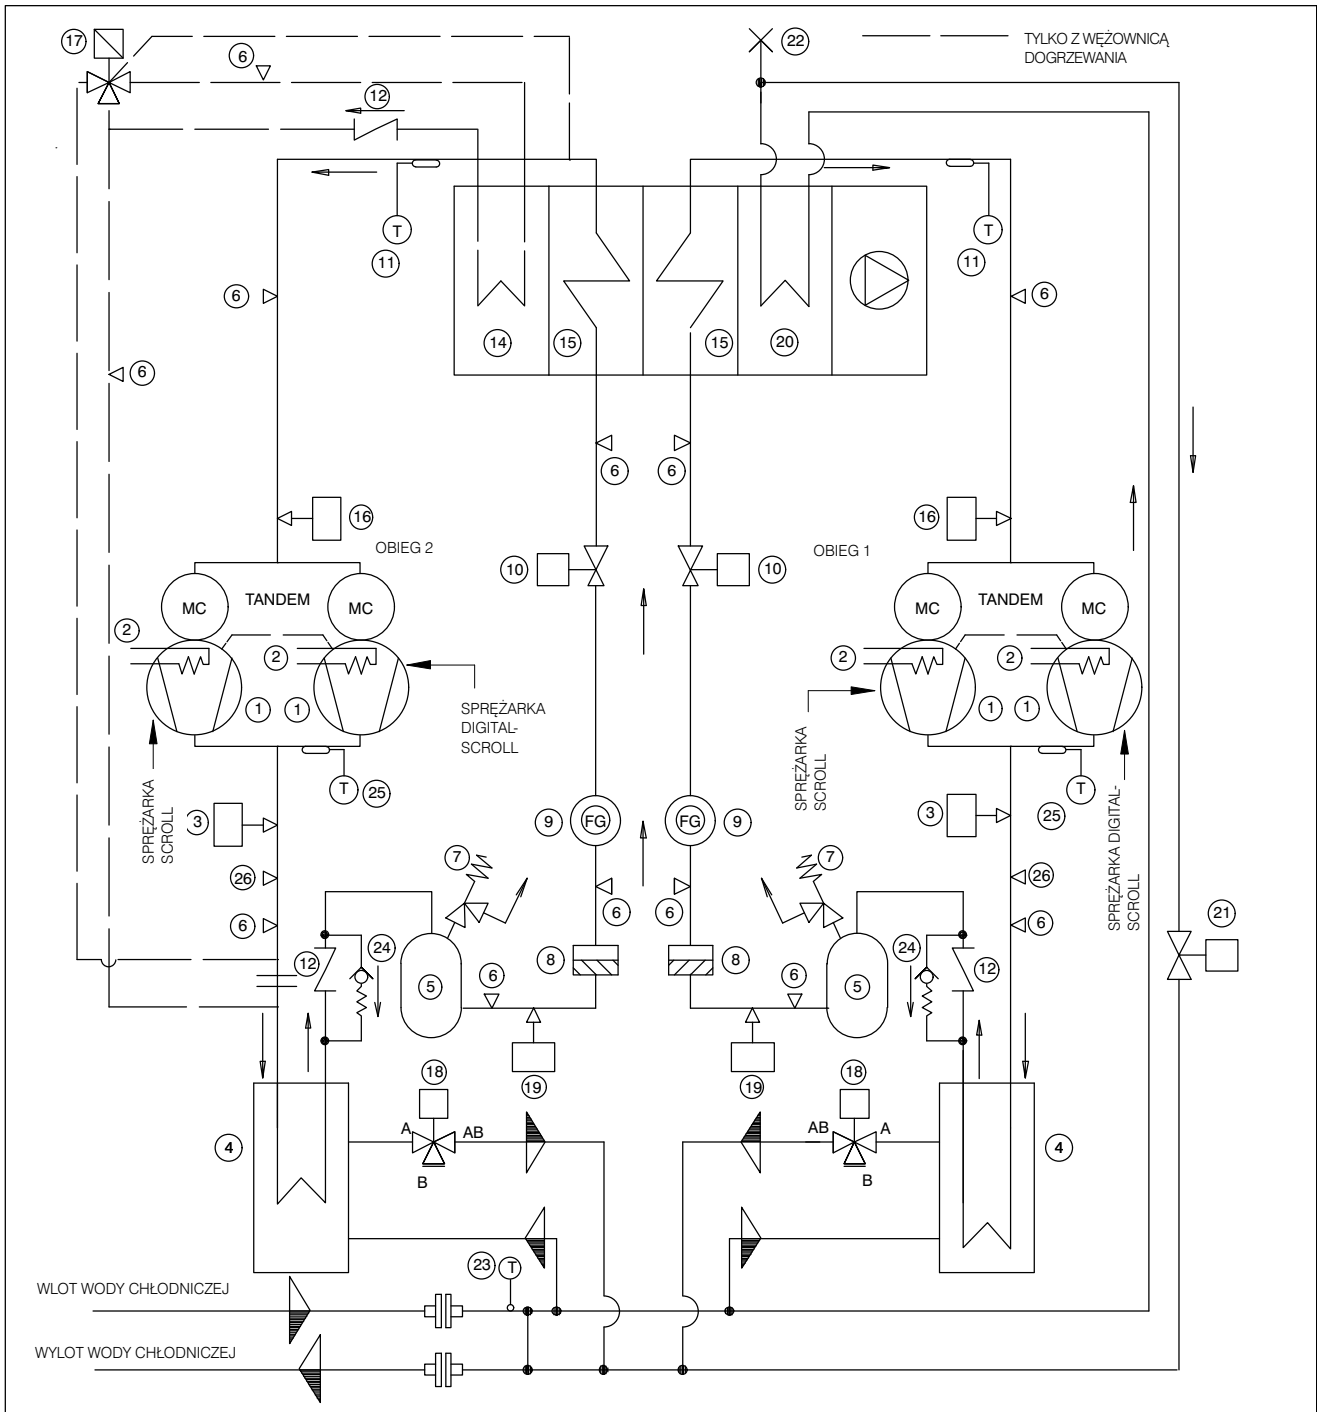 17
6
22
TYLKO Z WĘŻOWNICĄ
DOGRZEWANIA
12
T
11
T
11
6
6
14
15
15
20
6
6
6
16
16
OBIEG 2
OBIEG 1
10
10
MC
TANDEM
MC
MC
TANDEM
MC
2
2
2
2
1
1
1
1
SPRĘŻARKA
DIGITAL-
SCROLL
SPRĘŻARKA
SCROLL
SPRĘŻARKA
SCROLL
SPRĘŻARKA DIGITAL-
SCROLL
T
25
T
25
3
3
9
FG
FG
9
26
7
7
26
6
6
6
6
21
12
24
24
12
8
8
5
6
6
5
19
19
18
18
4
A
AB
B
AB
A
B
4
23
T
WLOT WODY CHŁODNICZEJ
WYLOT WODY CHŁODNICZEJ